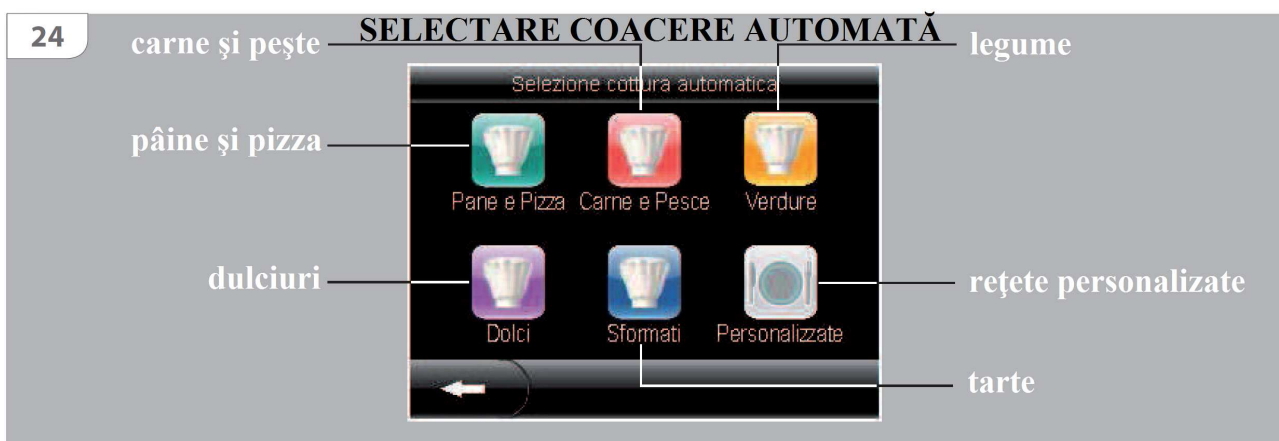 24
SELECTARE COACERE AUTOMATĂ
carne şi peşte
legume
Selezione cottura automatica
pâine şi pizza
Pane e Pizza
Carne e Pesce
Verdure
dulciuri
reţete personalizate
Dolci
Sformati
Personalizzate
tarte